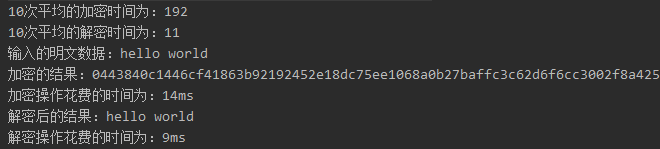 10次平均的加密时间为：192
10次平均的解密时间为：11
输入的明文数据：hello world
加密的结果：0443840c1446cf41863b92192452e18dc75ee1068a0b27baffc3c62d6f6cc3002f8a425
加密操作花费的时间为：14ms
解密后的结果：hello world
解密操作花费的时间为：9ms